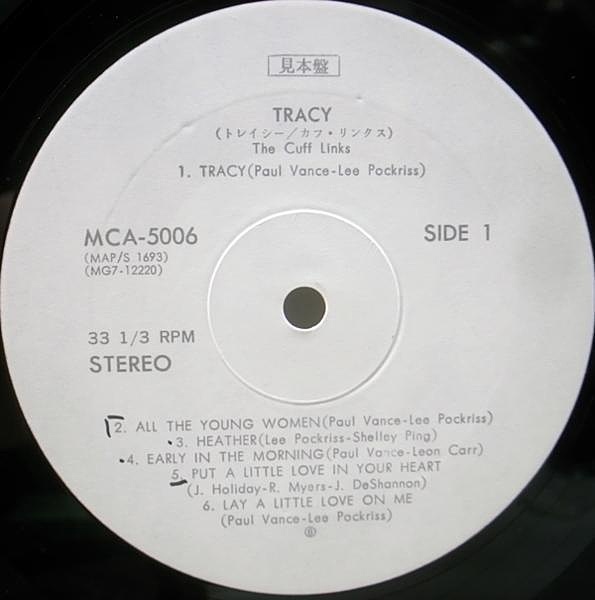 見本盤
TRACY
(トレイシー/カフ・リンクス)
The Cuff Links
1. TRACY(Paul Vance-Lee Pockriss)
MCA-5006
SIDE 1
(MAP/S 1693)
(MG7-12220)
33 1/3 RPM
STEREO
2. ALL THE YOUNG WOMEN(Paul Vance-Lee Pockriss)
3. HEATHER(Lee Pockriss-Shelley Ping)
4. EARLY IN THE MORNING(Paul Vance-Leon Carr)
5. PUT A LITTLE LOVE IN YOUR HEART
(J. Holiday-R. Myers-J. DeShannon)
6. LAY A LITTLE LOVE ON ME
(Paul Vance-Lee Pockriss)